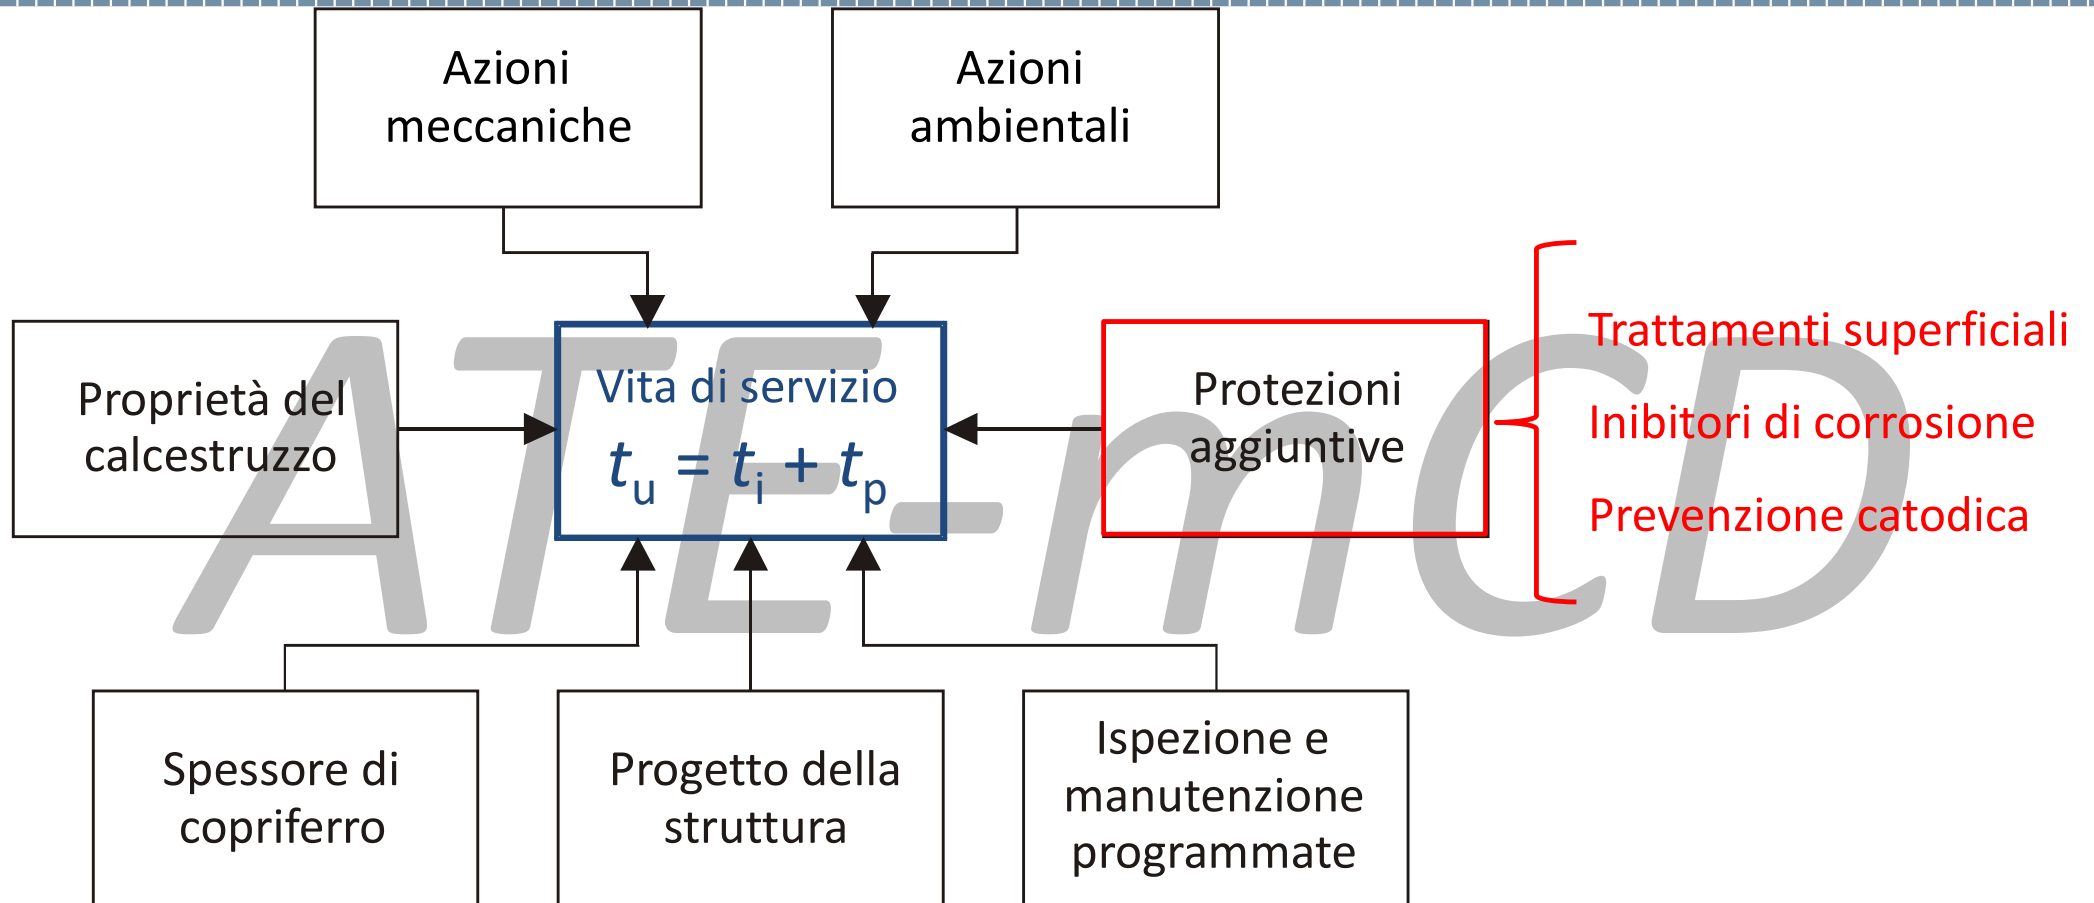 Azioni
meccaniche
Azioni
ambientali
Proprietà del
calcestruzzo
Vita di servizio
tu = ti + tp
Protezioni
aggiuntive
Trattamenti superficiali
Inibitori di corrosione
Prevenzione catodica
ATE-mCD
Spessore di
copriferro
Progetto della
struttura
Ispezione e
manutenzione
programmate